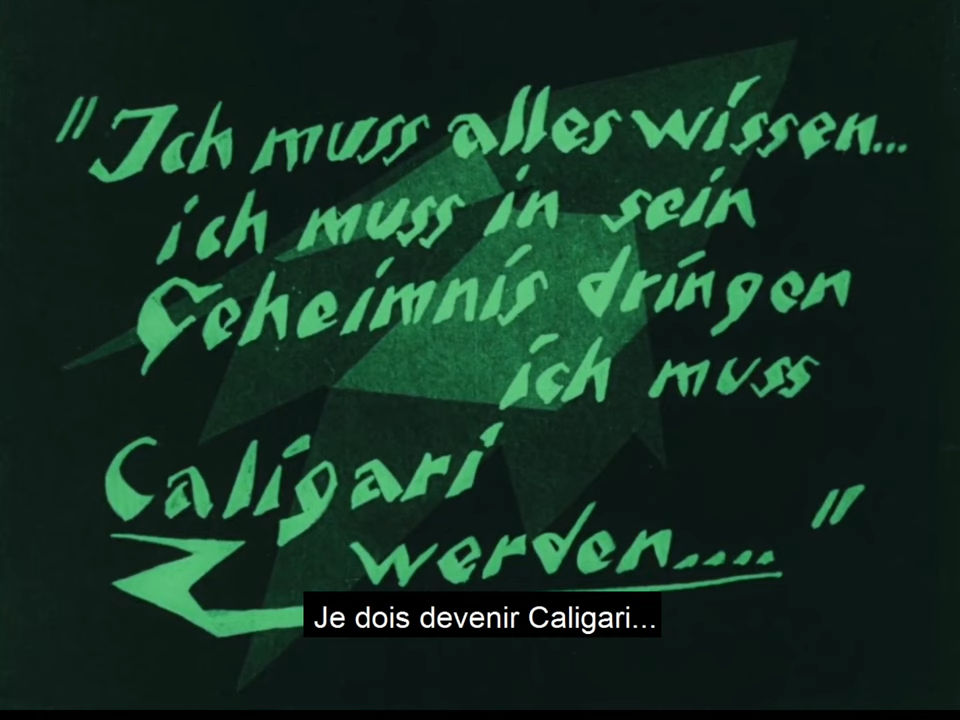 "Ich muss alles wissen...
ich muss in sein
Geheimnis dringen
ich muss
Caligari
werden...."
Je dois devenir Caligari...